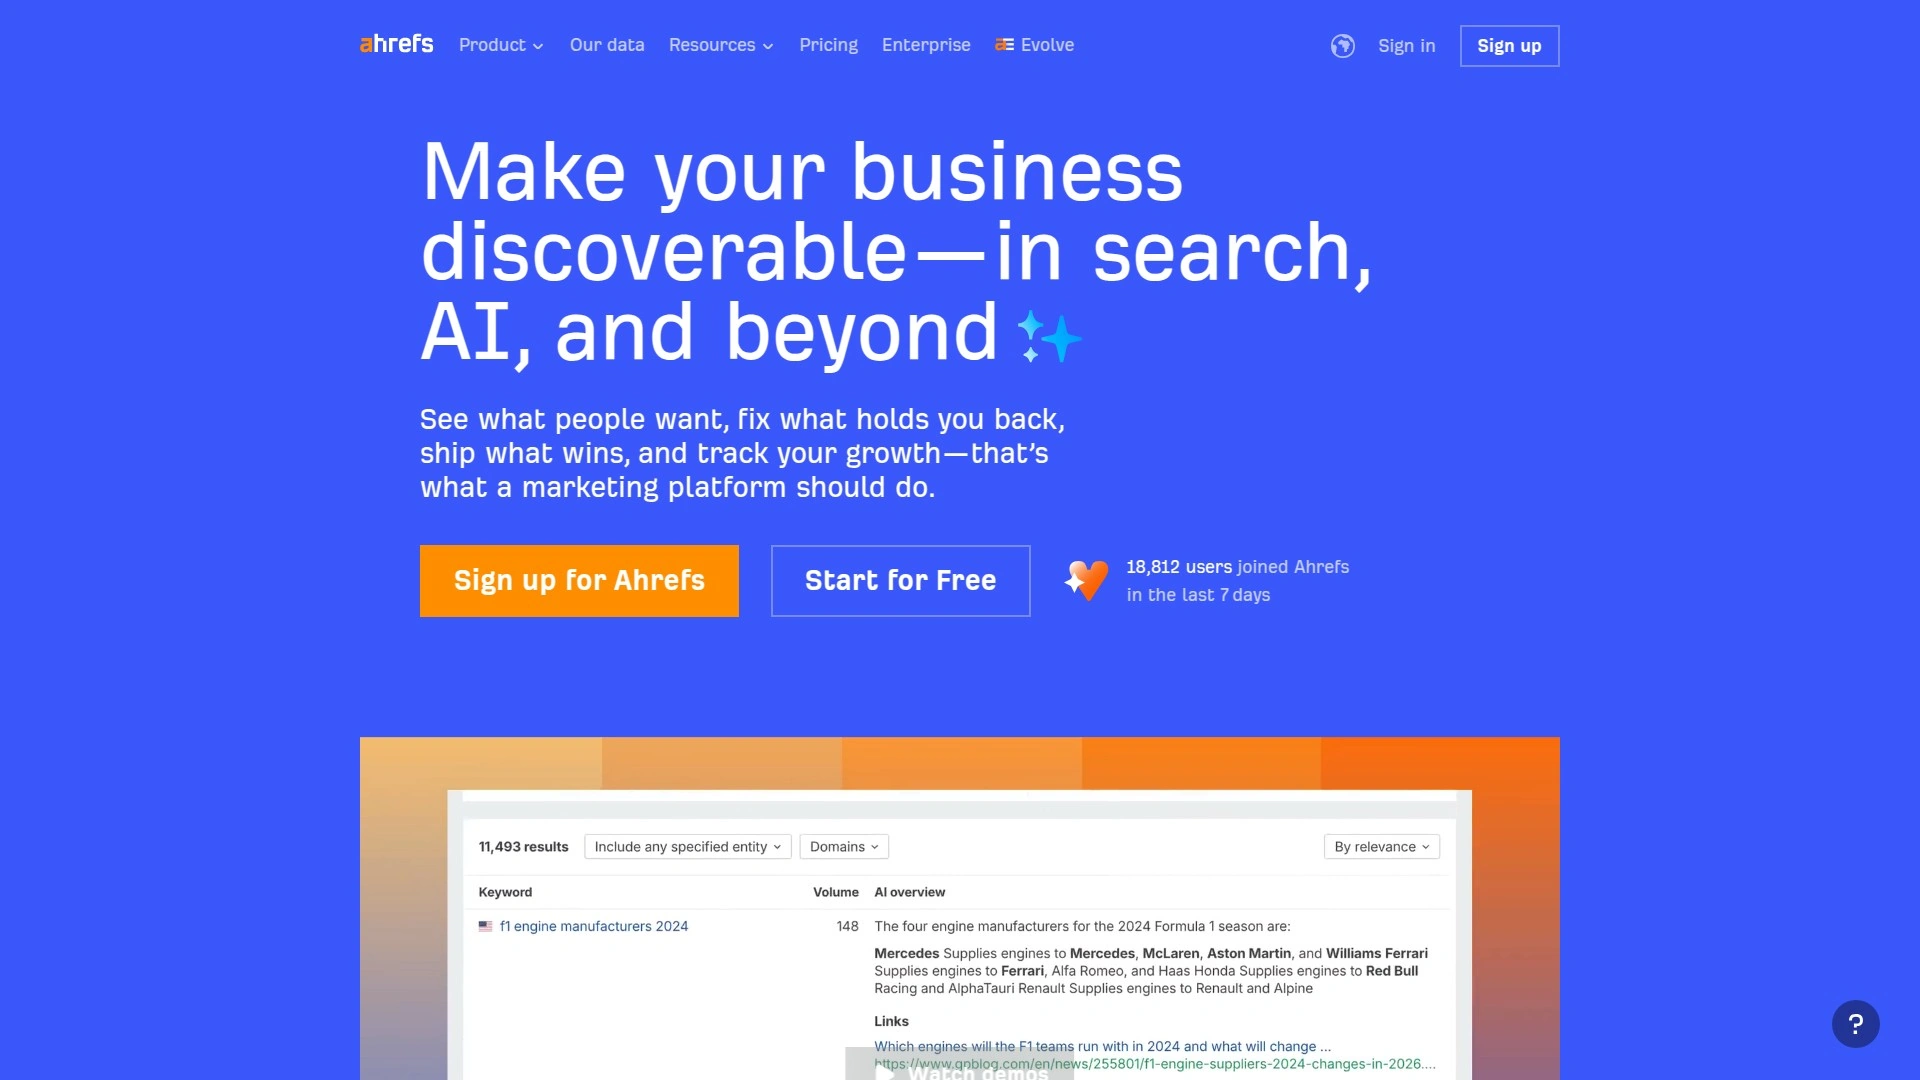 ahrefs Product Our data Resources Pricing Enterprise Evolve Sign in Sign up
Make your business
discoverable—in search,
AI, and beyond
See what people want, fix what holds you back,
ship what wins, and track your growth—that’s
what a marketing platform should do.
Sign up for Ahrefs
Start for Free
18,812 users joined Ahrefs
in the last 7 days
11,493 results Include any specified entity Domains By relevance
Keyword Volume AI overview
f1 engine manufacturers 2024 148 The four engine manufacturers for the 2024 Formula 1 season are:
Mercedes Supplies engines to Mercedes, McLaren, Aston Martin, and Williams Ferrari
Supplies engines to Ferrari, Alfa Romeo, and Haas Honda Supplies engines to Red Bull
Racing and AlphaTauri Renault Supplies engines to Renault and Alpine
Links
Which engines will the F1 teams run with in 2024 and what will change ...
https://www.gpblog.com/en/news/255801/f1-engine-suppliers-2024-changes-in-2026....
Watch demos
?